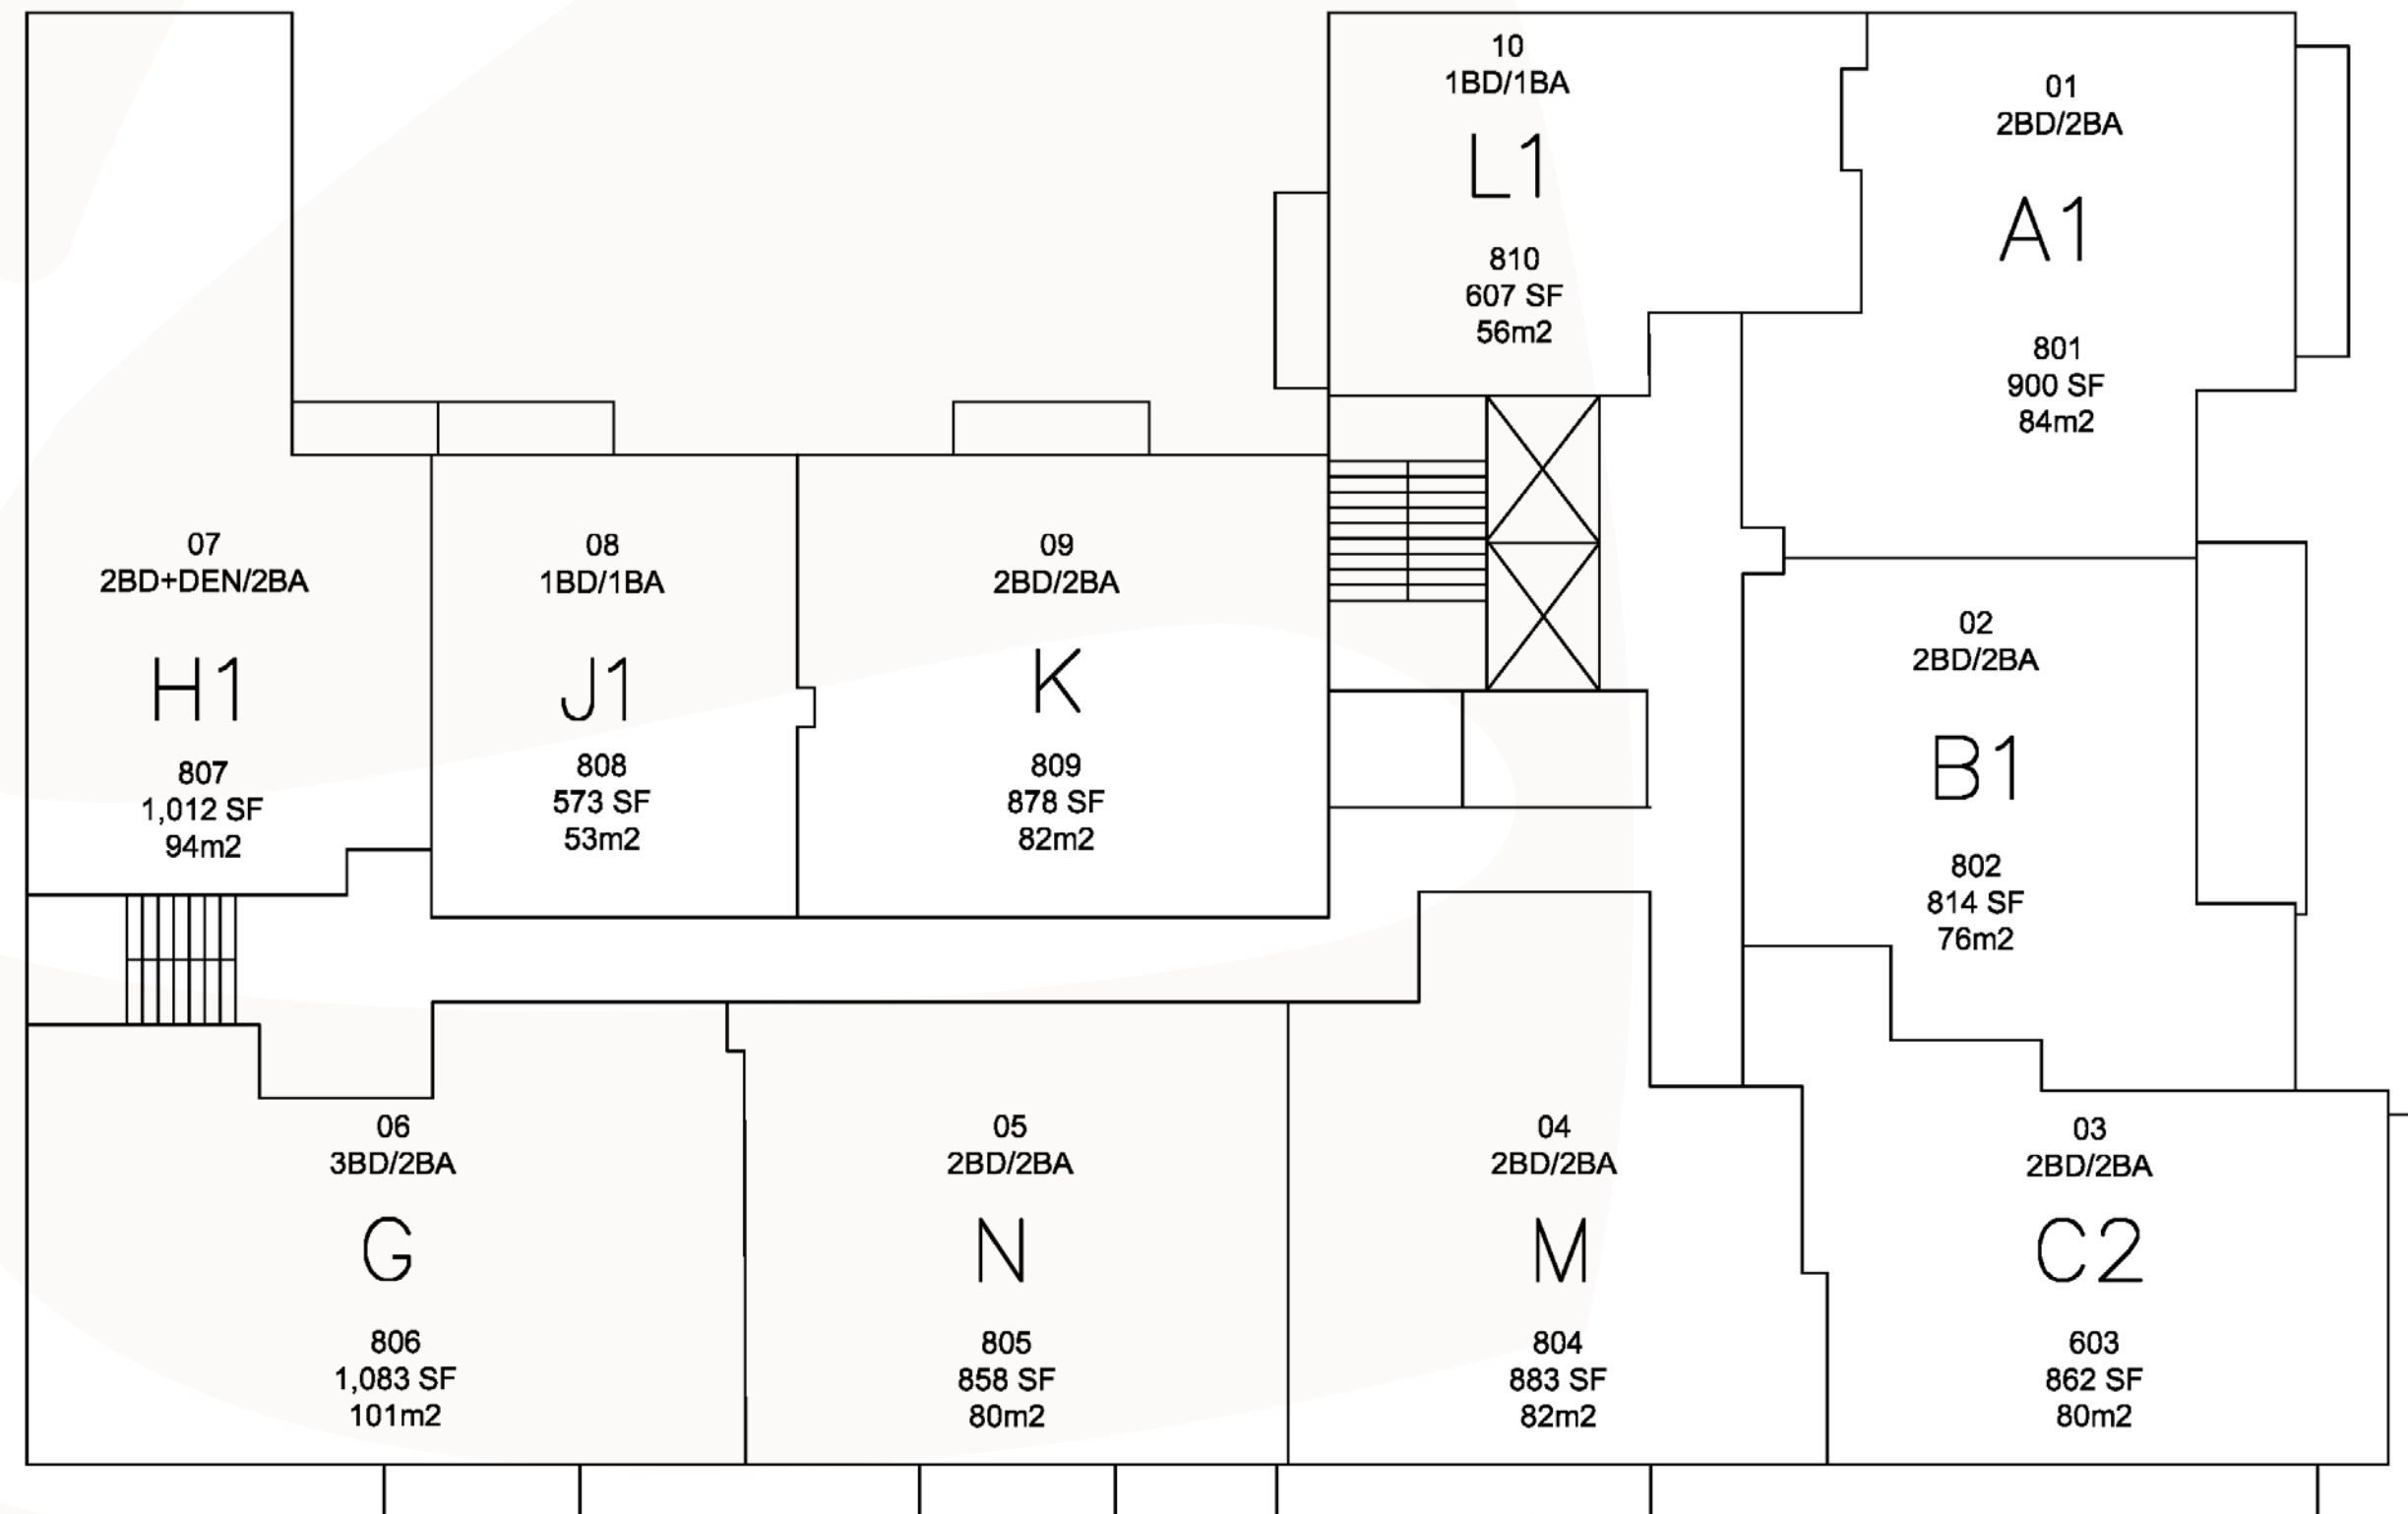 10
1BD/1BA
L1
810
607 SF
56m2
01
2BD/2BA
A1
801
900 SF
84m2
07
2BD+DEN/2BA
H1
807
1,012 SF
94m2
08
1BD/1BA
J1
808
573 SF
53m2
09
2BD/2BA
K
809
878 SF
82m2
02
2BD/2BA
B1
802
814 SF
76m2
06
3BD/2BA
G
806
1,083 SF
101m2
05
2BD/2BA
N
805
858 SF
80m2
04
2BD/2BA
M
804
883 SF
82m2
03
2BD/2BA
C2
603
862 SF
80m2